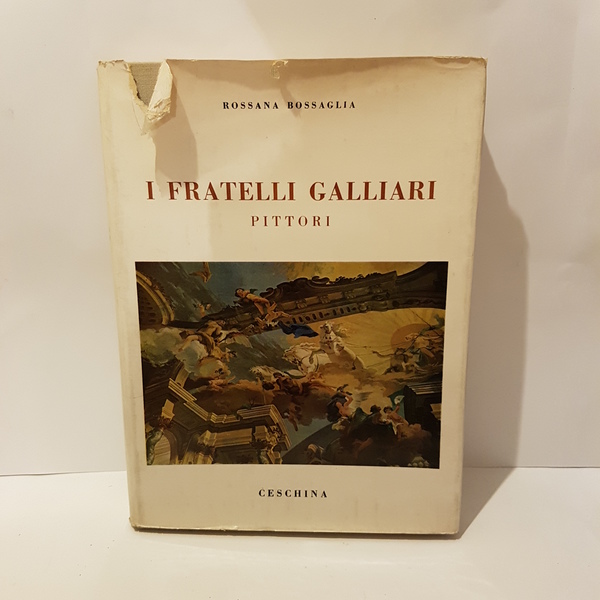 ROSSANA BOSSAGLIA
I FRATELLI GALLIARI
PITTORI
CESCHINA